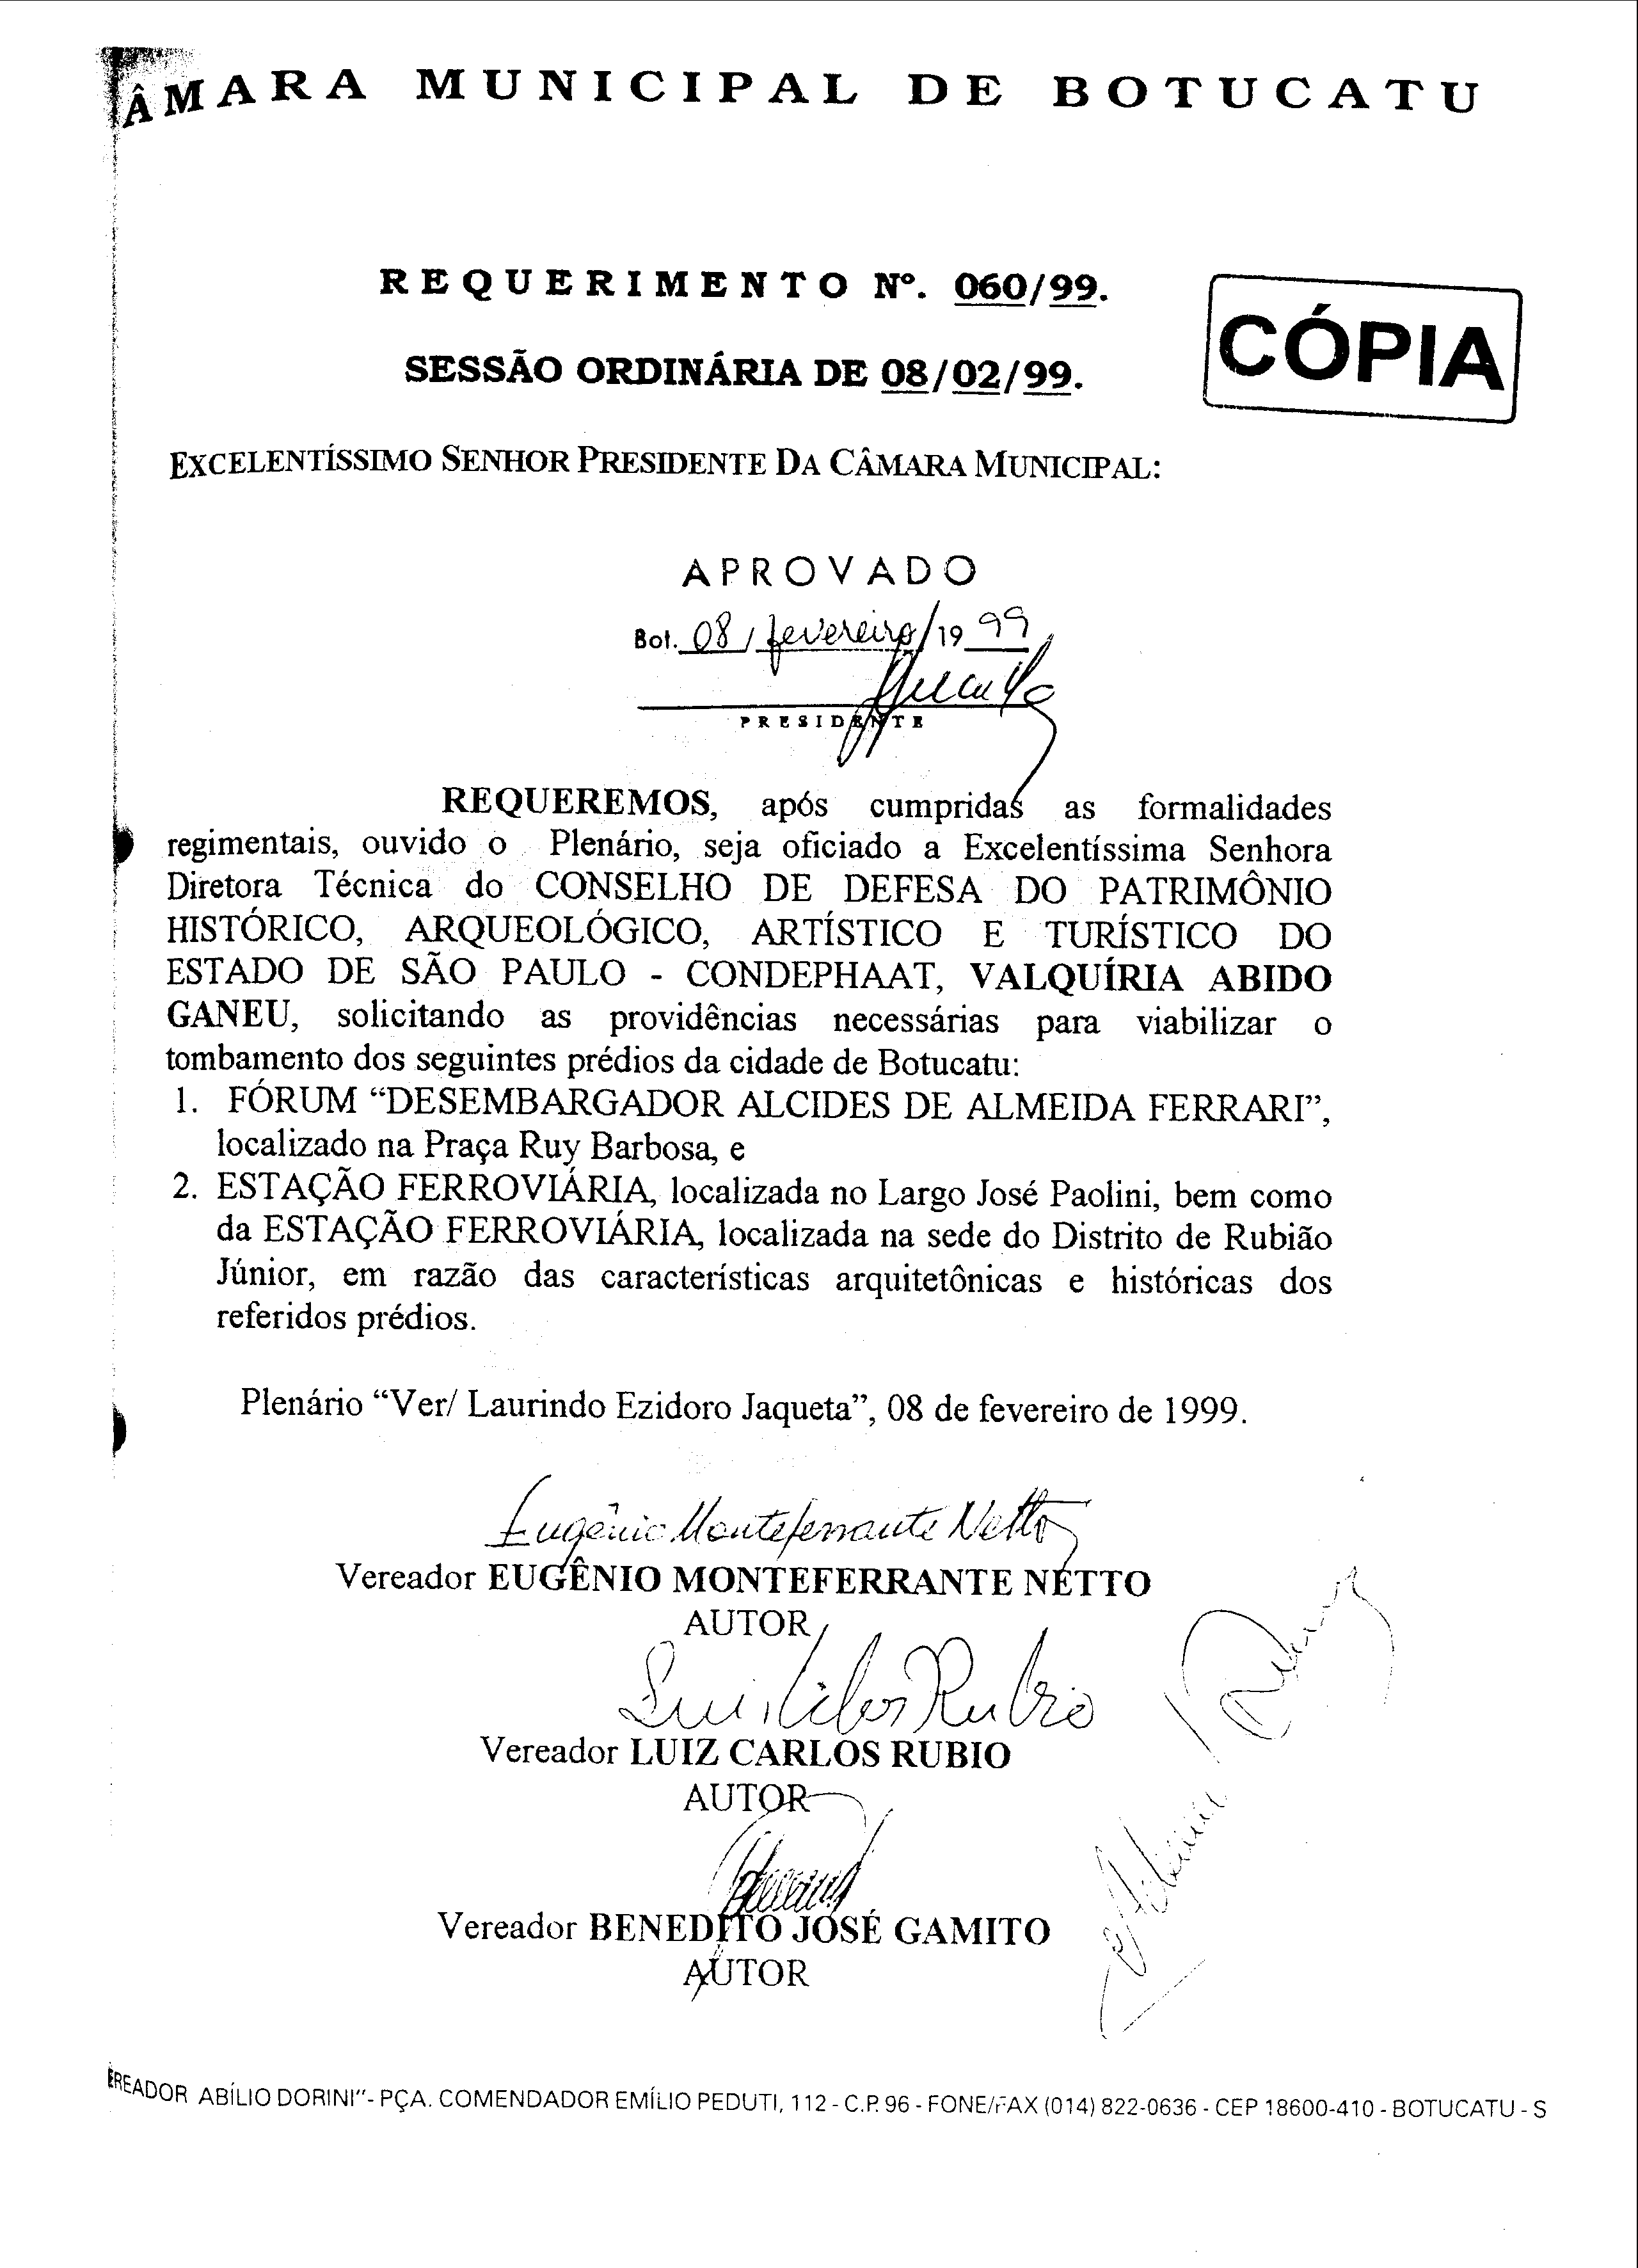 ÂMARA MUNICIPAL DE BOTUCATU
REQUERIMENTO Nº. 060/99.
CÓPIA
SESSÃO ORDINÁRIA DE 08/02/99.
EXCELENTÍSSIMO SENHOR PRESIDENTE DA CÂMARA MUNICIPAL:
APROVADO
Bot. 08 / fevereiro/19 99
PRESIDENTE
REQUEREMOS, após cumpridas as formalidades
regimentais, ouvido o Plenário, seja oficiado a Excelentíssima Senhora
Diretora Técnica do CONSELHO DE DEFESA DO PATRIMÔNIO
HISTÓRICO, ARQUEOLÓGICO, ARTÍSTICO E TURÍSTICO DO
ESTADO DE SÃO PAULO - CONDEPHAAT, VALQUÍRIA ABIDO
GANEU, solicitando as providências necessárias para viabilizar o
tombamento dos seguintes prédios da cidade de Botucatu:
1. FÓRUM “DESEMBARGADOR ALCIDES DE ALMEIDA FERRARI”,
localizado na Praça Ruy Barbosa, e
2. ESTAÇÃO FERROVIÁRIA, localizada no Largo José Paolini, bem como
da ESTAÇÃO FERROVIÁRIA, localizada na sede do Distrito de Rubião
Júnior, em razão das características arquitetônicas e históricas dos
referidos prédios.
Plenário “Ver/ Laurindo Ezidoro Jaqueta”, 08 de fevereiro de 1999.
Eugênio Monteferrante Netto
Vereador EUGÊNIO MONTEFERRANTE NETTO
AUTOR
Rubio
Vereador LUIZ CARLOS RUBIO
AUTOR
Vereador BENEDITO JOSÉ GAMITO
AUTOR
EREADOR ABÍLIO DORINI”- PÇA. COMENDADOR EMÍLIO PEDUTI, 112 - C.P. 96 - FONE/FAX (014) 822-0636 - CEP 18600-410 - BOTUCATU - S